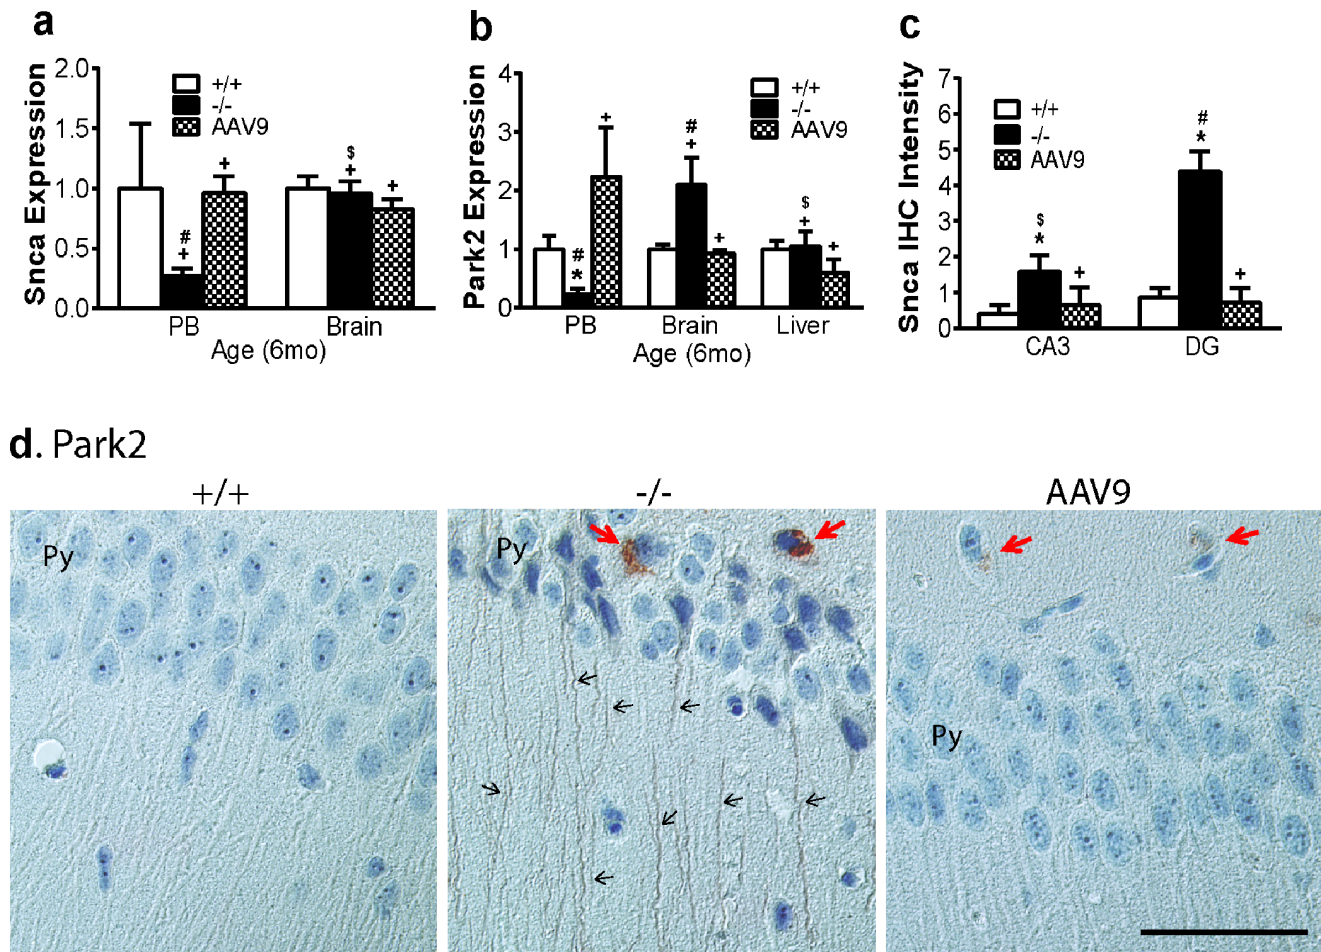 a
Snca Expression
2.0
1.5
1.0
0.5
0.0
+/+
-/-
AAV9
#
+
+
$
+
+
PB Brain
Age (6mo)
b
Park2 Expression
4
3
2
1
0
+/+
-/-
AAV9
#
*
+
#
+
+
$
+
+
PB Brain Liver
Age (6mo)
c
Snca IHC Intensity
7
6
5
4
3
2
1
0
+/+
-/-
AAV9
$
*
+
#
*
+
CA3 DG
d. Park2
+/+ -/- AAV9
Py
Py
Py